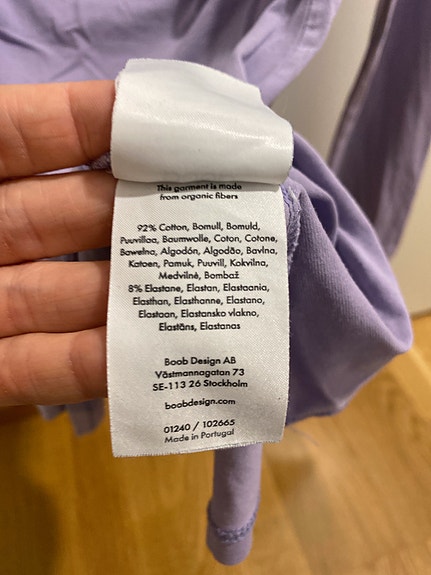 This garment is made
from organic fibers
92% Cotton, Bomull, Bomuld,
Puuvillaa, Baumwolle, Coton, Cotone,
Bawełna, Algodón, Algodão, Bavlna,
Katoen, Pamuk, Puuvill, Kokvilna,
Medvilnė, Bombaž
8% Elastane, Elastan, Elastaania,
Elasthan, Elasthanne, Elastano,
Elastaan, Elastansko vlakno,
Elastāns, Elastanas
Boob Design AB
Västmannagatan 73
SE-113 26 Stockholm
boobdesign.com
01240 / 102665
Made in Portugal